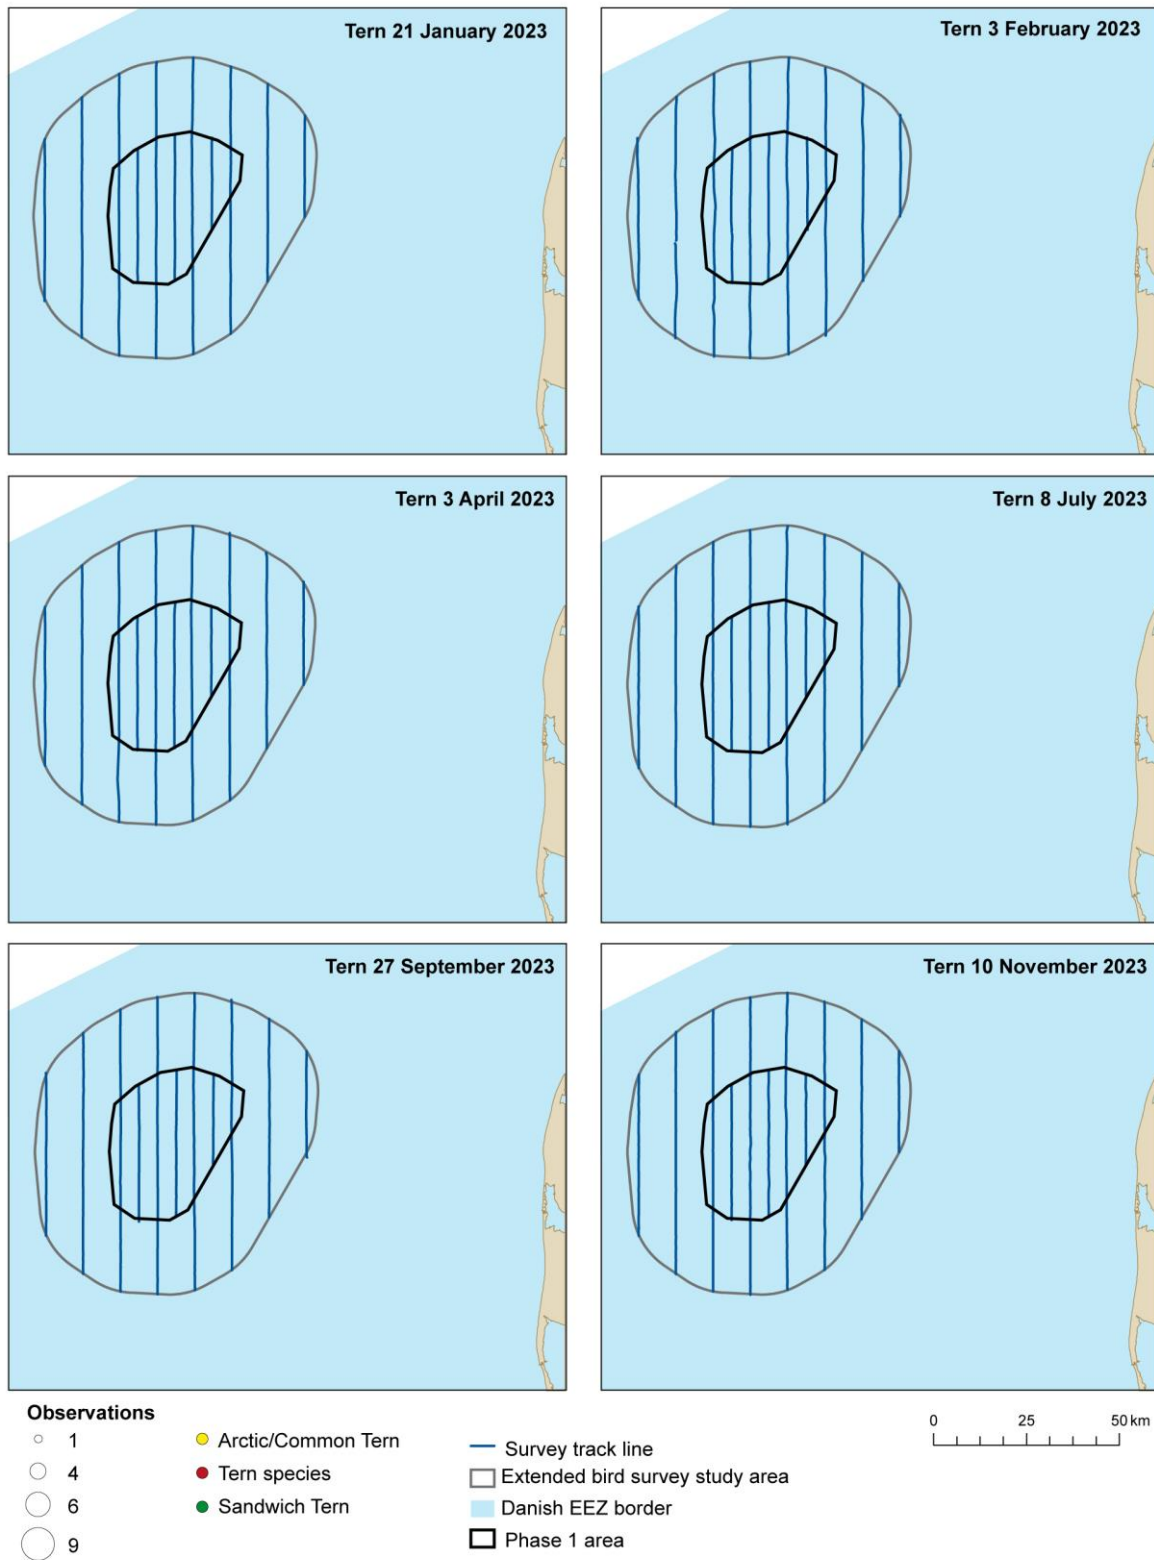 Tern 21 January 2023
Tern 3 February 2023
Tern 3 April 2023
Tern 8 July 2023
Tern 27 September 2023
Tern 10 November 2023
Observations
1
4
6
9
Arctic/Common Tern
Tern species
Sandwich Tern
Survey track line
Extended bird survey study area
Danish EEZ border
Phase 1 area
0 25 50 km